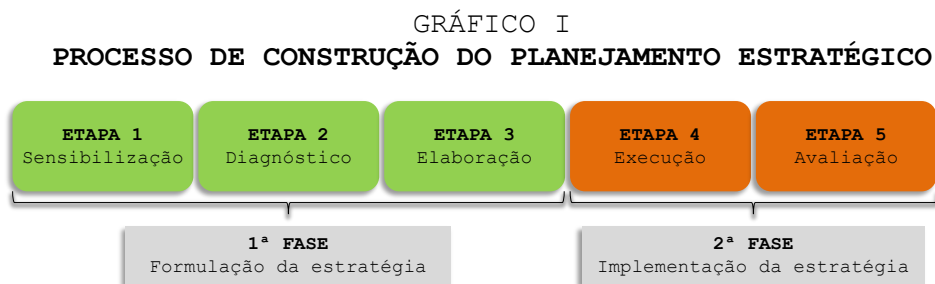 GRÁFICO I
PROCESSO DE CONSTRUÇÃO DO PLANEJAMENTO ESTRATÉGICO
ETAPA 1
Sensibilização
ETAPA 2
Diagnóstico
ETAPA 3
Elaboração
ETAPA 4
Execução
ETAPA 5
Avaliação
1ª FASE
Formulação da estratégia
2ª FASE
Implementação da estratégia